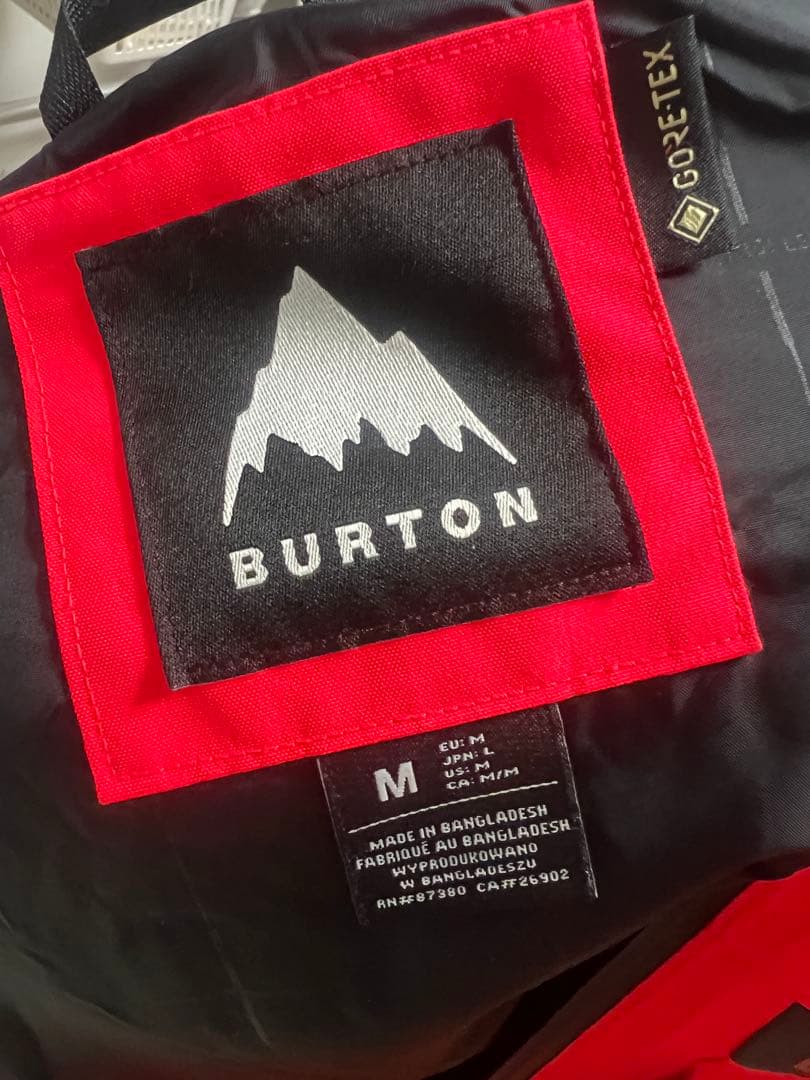 GORE-TEX
BURTON
M
EU: M
JPN: L
US: M
CA: M/M
MADE IN BANGLADESH
FABRIQUÉ AU BANGLADESH
WYPRODUKOWANO
W BANGLADESZU
RN#87380 CA#26902